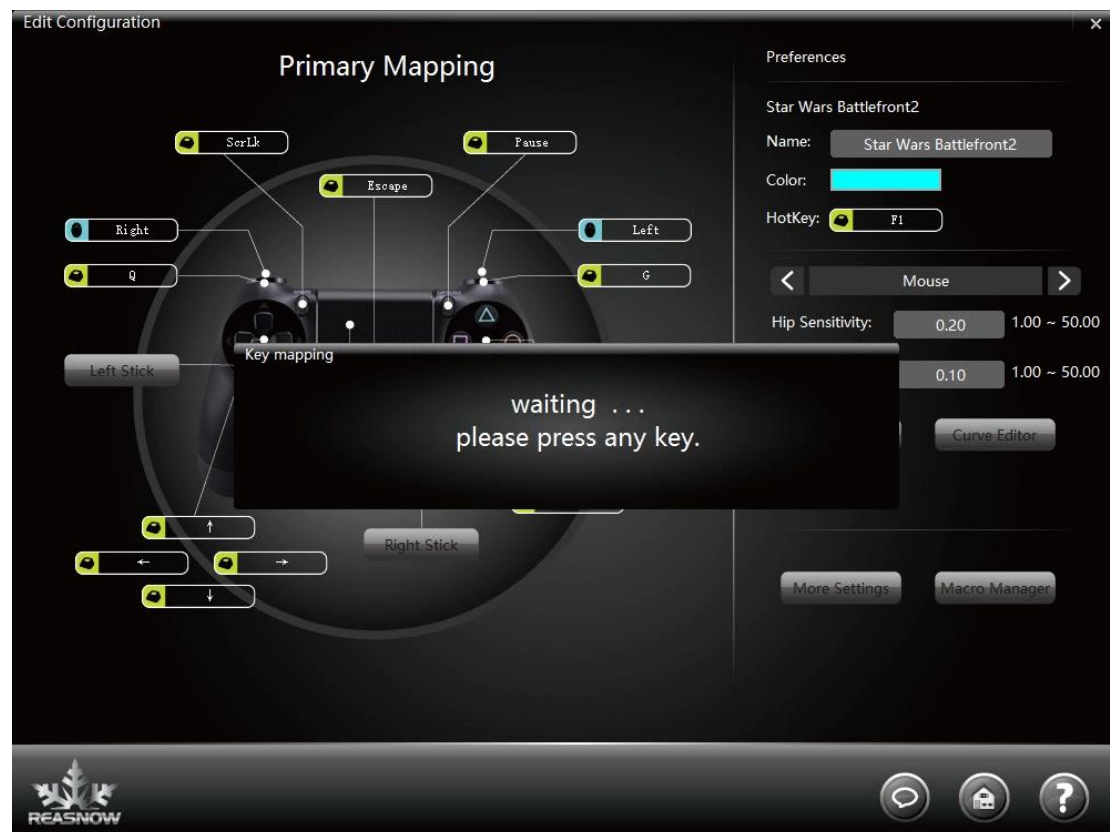 Edit Configuration
Primary Mapping
Preferences
Star Wars Battlefront2
Name: Star Wars Battlefront2
Color:
HotKey: F1
ScrLk
Pause
Escape
Right
Left
Q
G
Mouse
Hip Sensitivity: 0.20 1.00 ~ 50.00
0.10 1.00 ~ 50.00
Left Stick
Key mapping
waiting ...
please press any key.
Curve Editor
↑
← →
↓
Right Stick
More Settings
Macro Manager
REASNOW
?